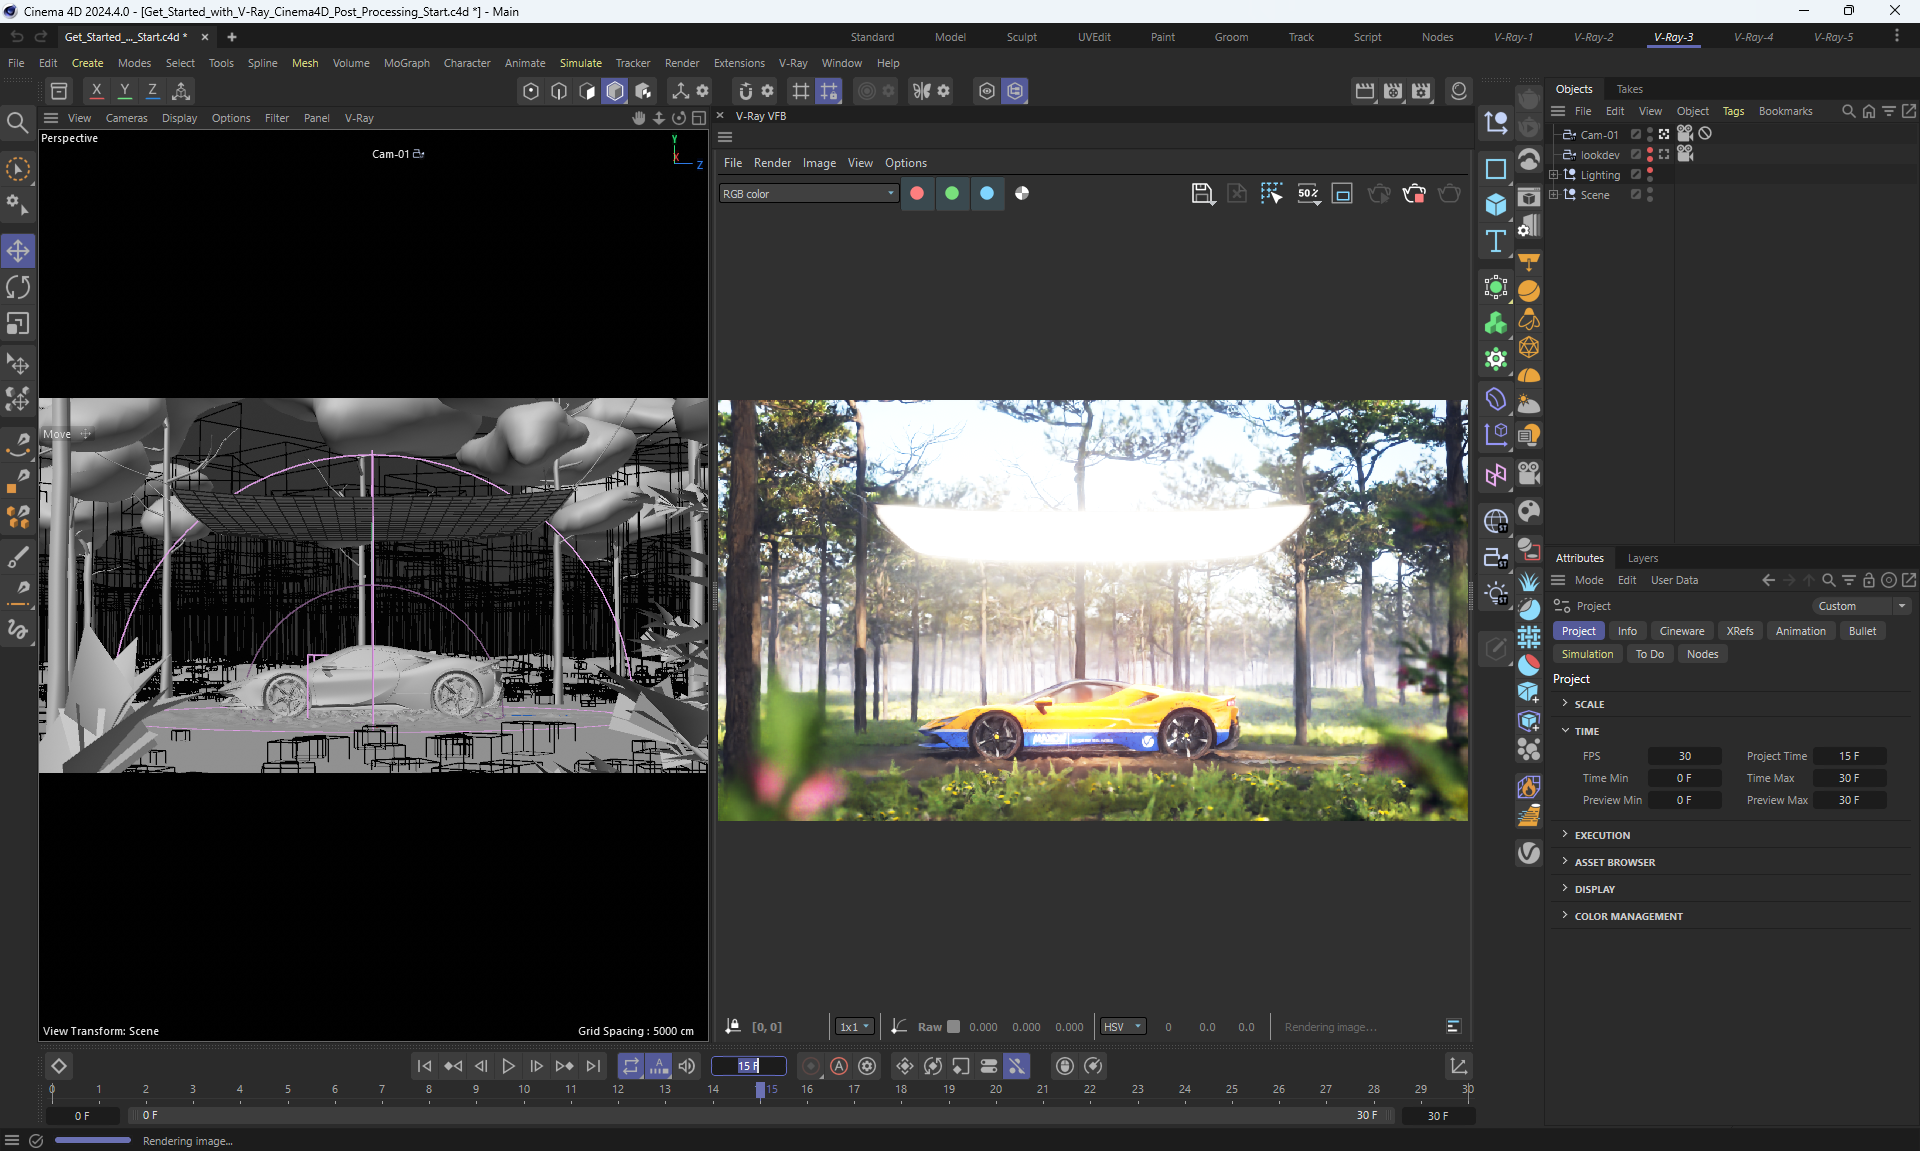 Cinema 4D 2024.4.0 - [Get_Started_with_V-Ray_Cinema4D_Post_Processing_Start.c4d *] - Main
Get_Started_..._Start.c4d *
Standard Model Sculpt UVEdit Paint Groom Track Script Nodes V-Ray-1 V-Ray-2 V-Ray-3 V-Ray-4 V-Ray-5
File Edit Create Modes Select Tools Spline Mesh Volume MoGraph Character Animate Simulate Tracker Render Extensions V-Ray Window Help
X Y Z
View Cameras Display Options Filter Panel V-Ray
Perspective
Cam-01
Y
X
Z
Move
View Transform: Scene
Grid Spacing : 5000 cm
V-Ray VFB
File Render Image View Options
RGB color
50%
[0, 0]
1x1
Raw 0.000 0.000 0.000
HSV 0 0.0 0.0
Rendering image...
Objects Takes
File Edit View Object Tags Bookmarks
Cam-01
lookdev
Lighting
Scene
ST
ST
ST
Attributes Layers
Mode Edit User Data
Project
Custom
Project Info Cineware XRefs Animation Bullet
Simulation To Do Nodes
Project
SCALE
TIME
FPS 30 Project Time 15 F
Time Min 0 F Time Max 30 F
Preview Min 0 F Preview Max 30 F
EXECUTION
ASSET BROWSER
DISPLAY
COLOR MANAGEMENT
15 F
0 1 2 3 4 5 6 7 8 9 10 11 12 13 14 15 16 17 18 19 20 21 22 23 24 25 26 27 28 29 30
0 F 0 F 30 F 30 F
Rendering image...